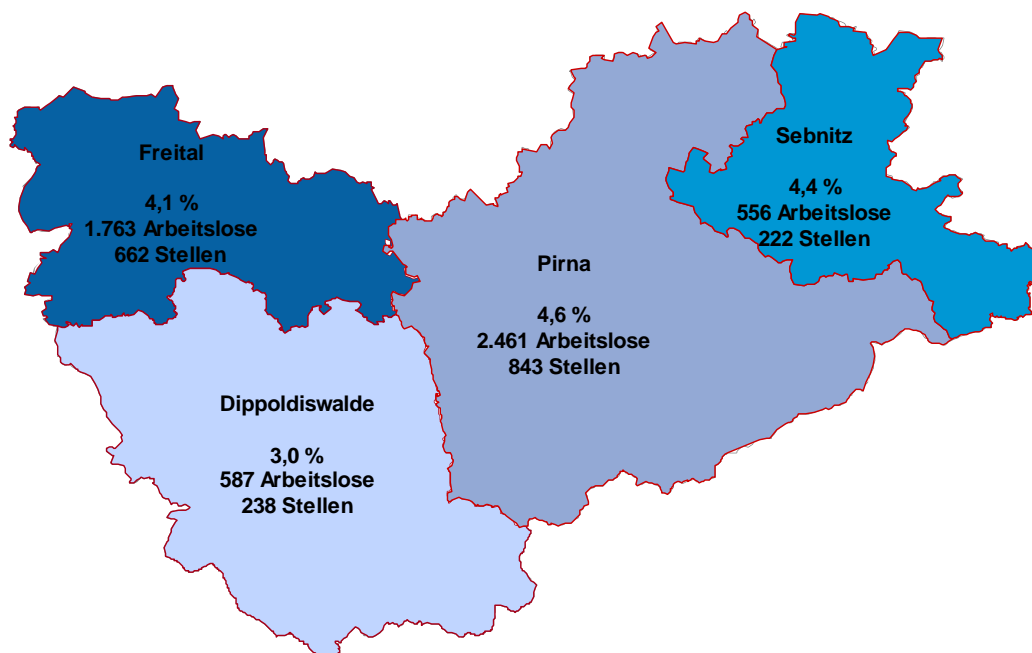 Freital
4,1 %
1.763 Arbeitslose
662 Stellen
Sebnitz
4,4 %
556 Arbeitslose
222 Stellen
Pirna
4,6 %
2.461 Arbeitslose
843 Stellen
Dippoldiswalde
3,0 %
587 Arbeitslose
238 Stellen